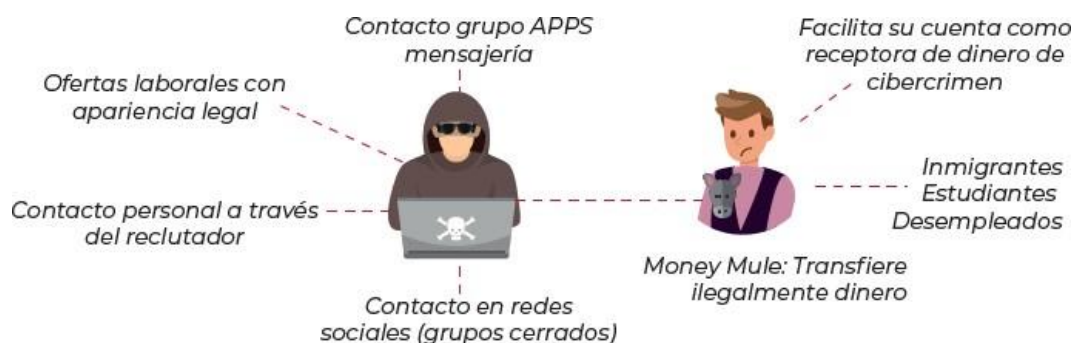 Contacto grupo APPS
mensajería
Ofertas laborales con
apariencia legal
Contacto personal a través
del reclutador
Contacto en redes
sociales (grupos cerrados)
Facilita su cuenta como
receptora de dinero de
cibercrimen
Inmigrantes
Estudiantes
Desempleados
Money Mule: Transfiere
ilegalmente dinero